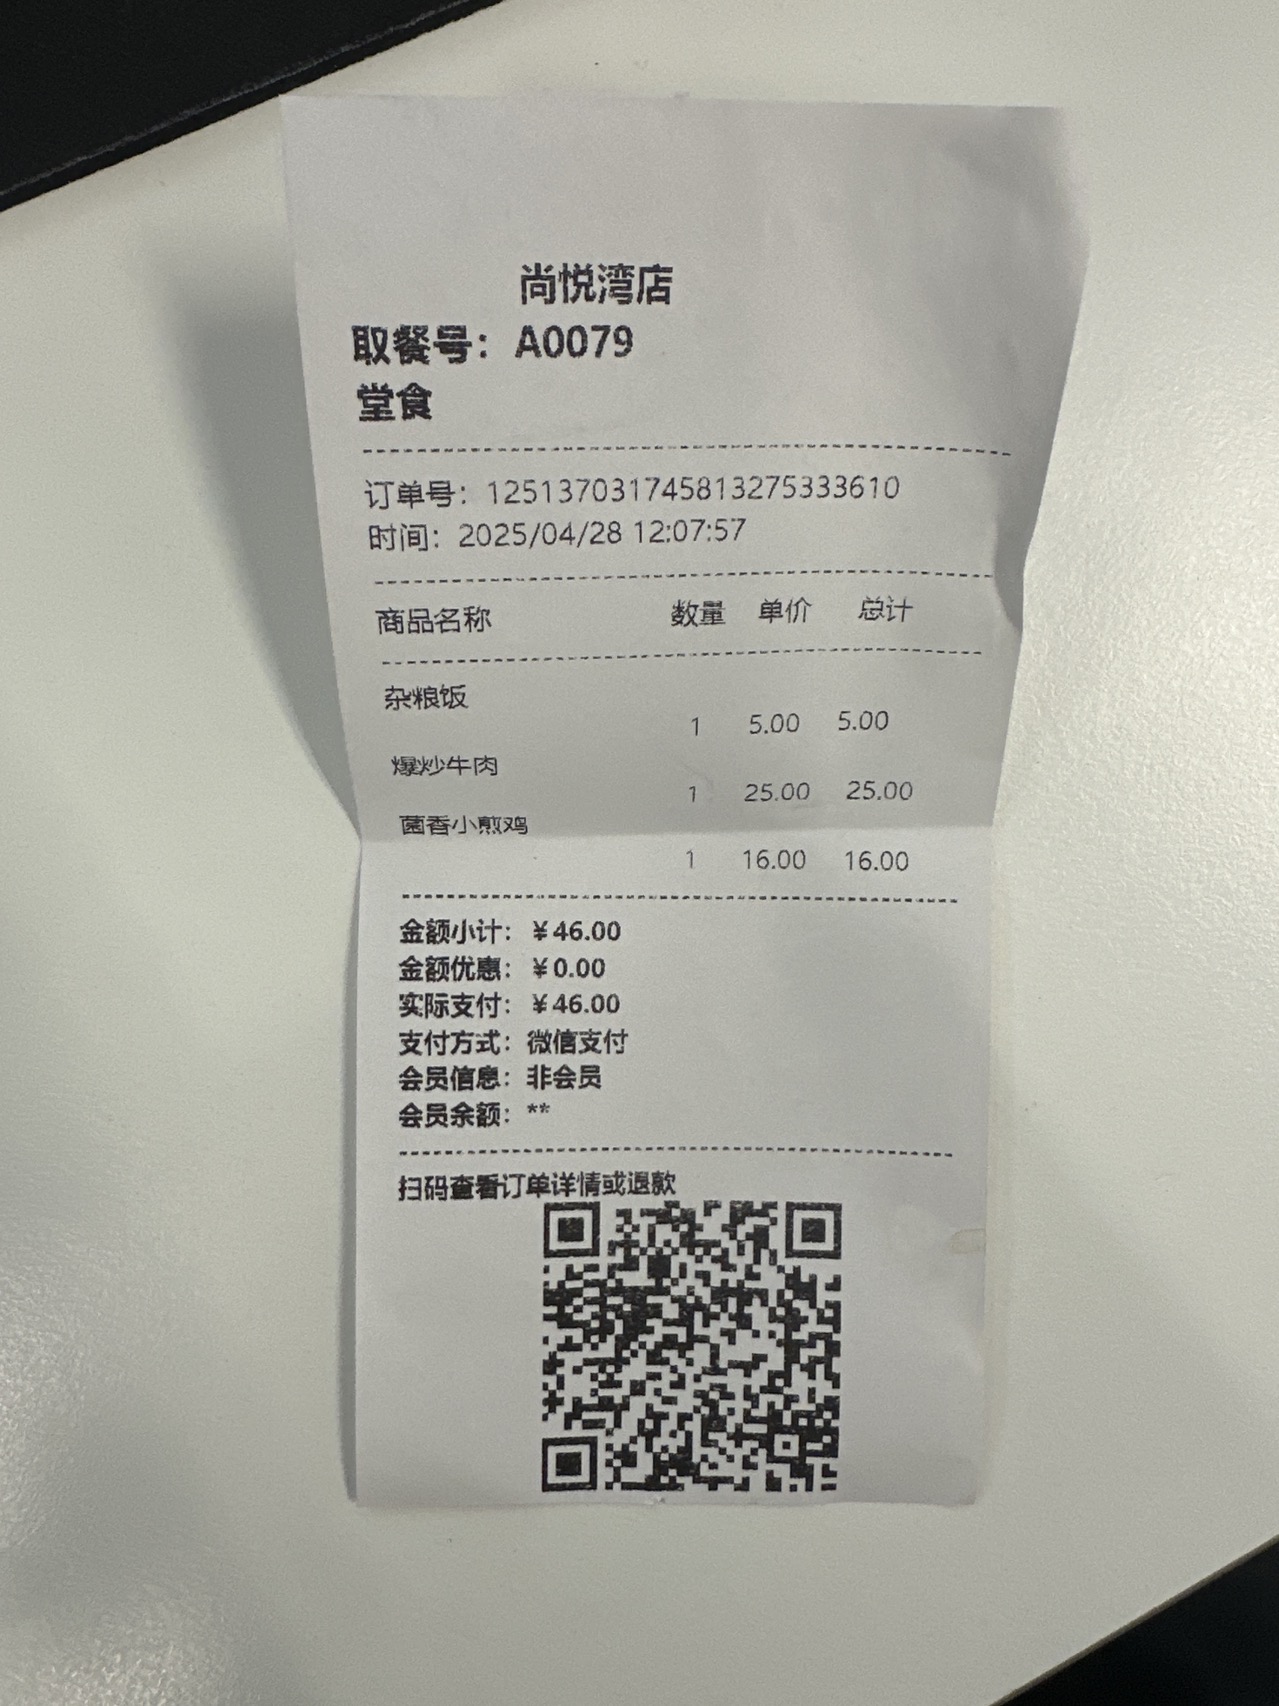 尚悦湾店
取餐号：A0079
堂食
订单号：1251370317458132753333610
时间：2025/04/28 12:07:57
商品名称 数量 单价 总计
杂粮饭
1 5.00 5.00
爆炒牛肉
1 25.00 25.00
菌香小煎鸡
1 16.00 16.00
金额小计：￥46.00
金额优惠：￥0.00
实际支付：￥46.00
支付方式：微信支付
会员信息：非会员
会员余额：**
扫码查看订单详情或退款